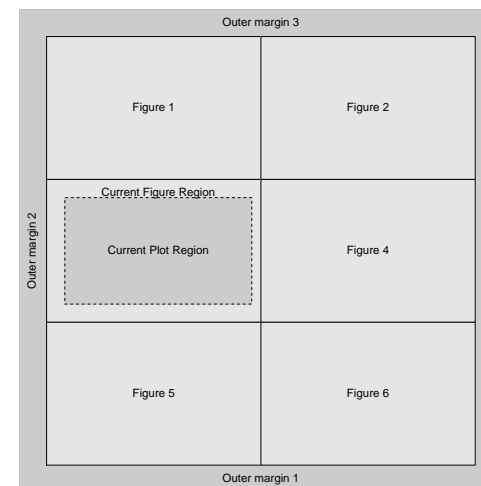 Outer margin 3
Figure 1
Figure 2
Current Figure Region
Current Plot Region
Figure 4
Outer margin 2
Figure 5
Figure 6
Outer margin 1